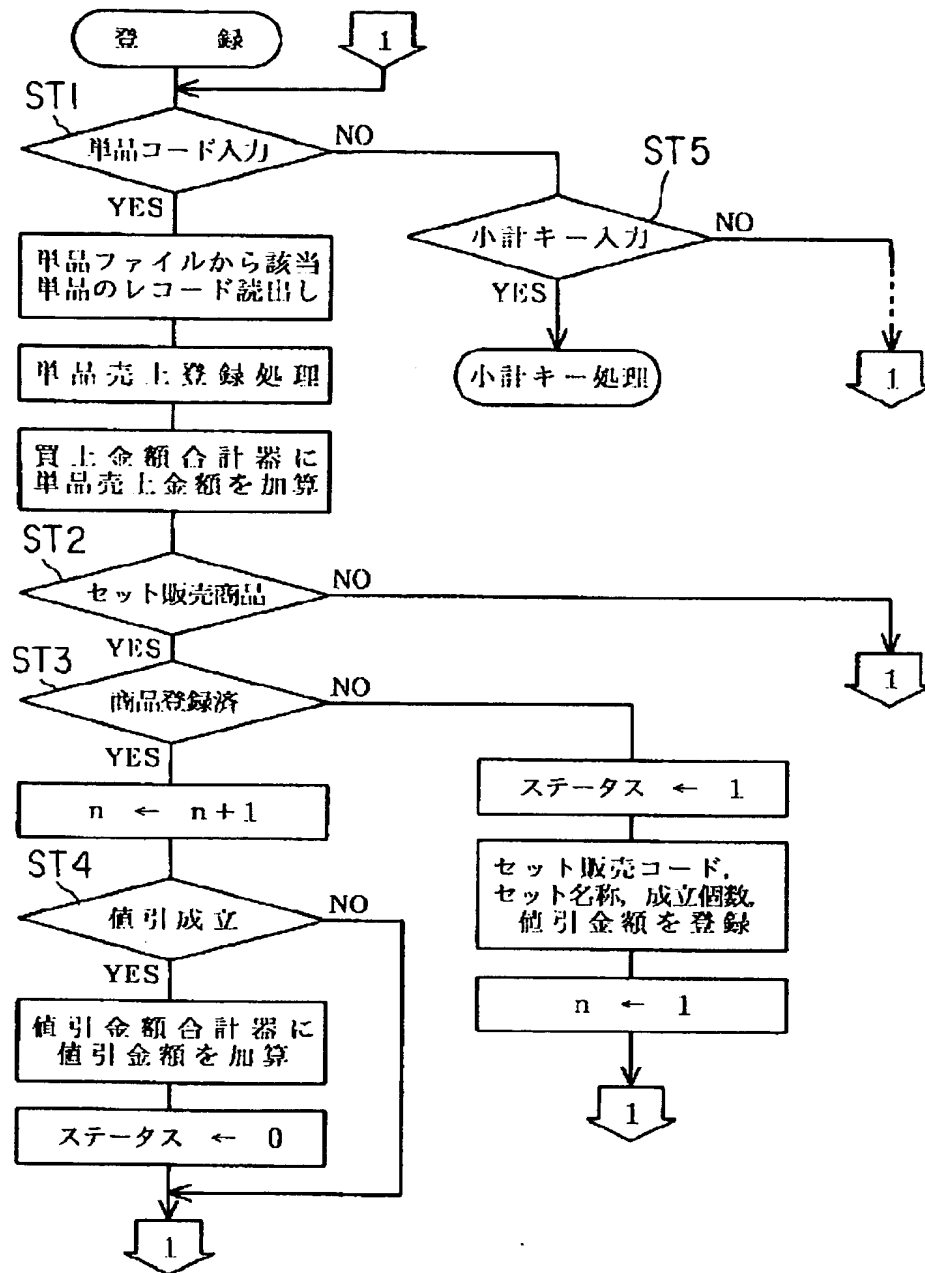 登 録
1
ST1
単品コード入力
NO
YES
ST5
小計キー入力
NO
YES
単品ファイルから該当
単品のレコード読出し
小計キー処理
1
単品売上登録処理
買上金額合計器に
単品売上金額を加算
ST2
セット販売商品
NO
YES
1
ST3
商品登録済
NO
YES
n ← n+1
ステータス ← 1
セット販売コード,
セット名称, 成立個数,
値引金額を登録
n ← 1
1
ST4
値引成立
NO
YES
値引金額合計器に
値引金額を加算
ステータス ← 0
1